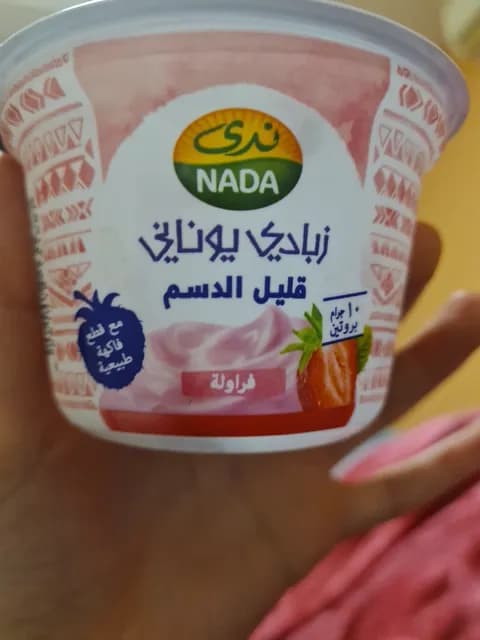 ندى
NADA
زبادي يوناني
قليل الدسم
١٠ جرام
بروتين
مع قطع
فاكهة
طبيعية
فراولة